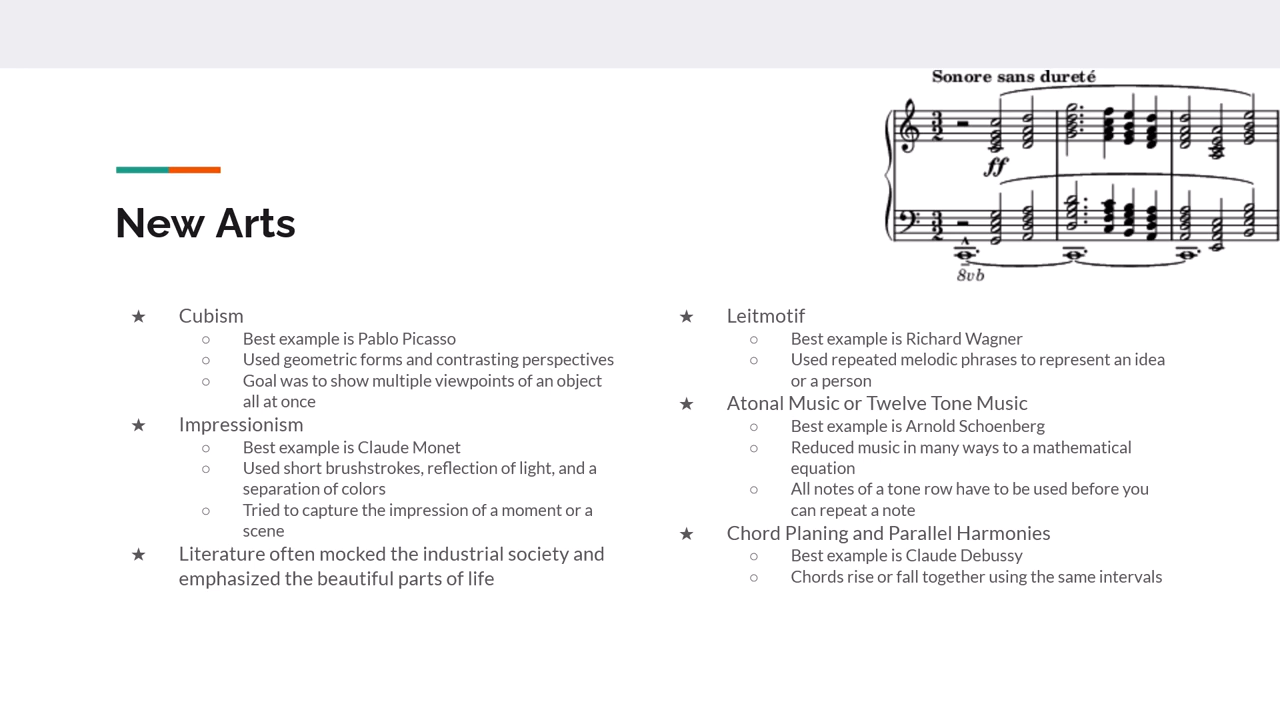 Sonore sans dureté
ff
8vb
New Arts
★ Cubism
○ Best example is Pablo Picasso
○ Used geometric forms and contrasting perspectives
○ Goal was to show multiple viewpoints of an object
all at once
★ Impressionism
○ Best example is Claude Monet
○ Used short brushstrokes, reflection of light, and a
separation of colors
○ Tried to capture the impression of a moment or a
scene
★ Literature often mocked the industrial society and
emphasized the beautiful parts of life
★ Leitmotif
○ Best example is Richard Wagner
○ Used repeated melodic phrases to represent an idea
or a person
★ Atonal Music or Twelve Tone Music
○ Best example is Arnold Schoenberg
○ Reduced music in many ways to a mathematical
equation
○ All notes of a tone row have to be used before you
can repeat a note
★ Chord Planing and Parallel Harmonies
○ Best example is Claude Debussy
○ Chords rise or fall together using the same intervals